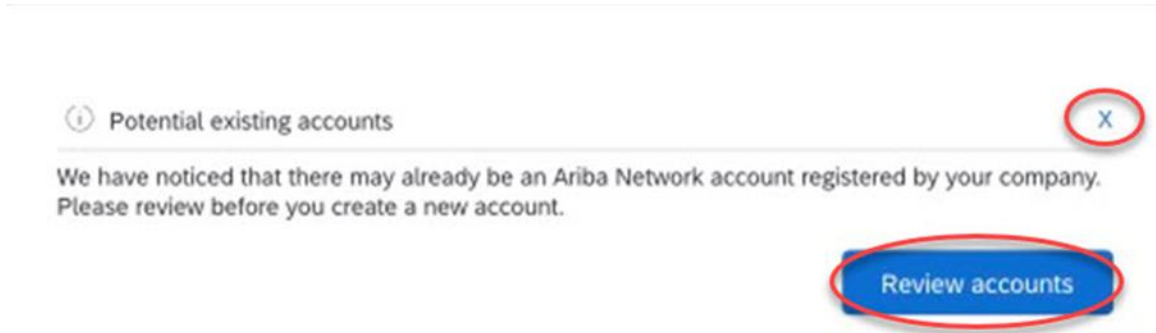 Potential existing accounts X
We have noticed that there may already be an Ariba Network account registered by your company.
Please review before you create a new account.
Review accounts